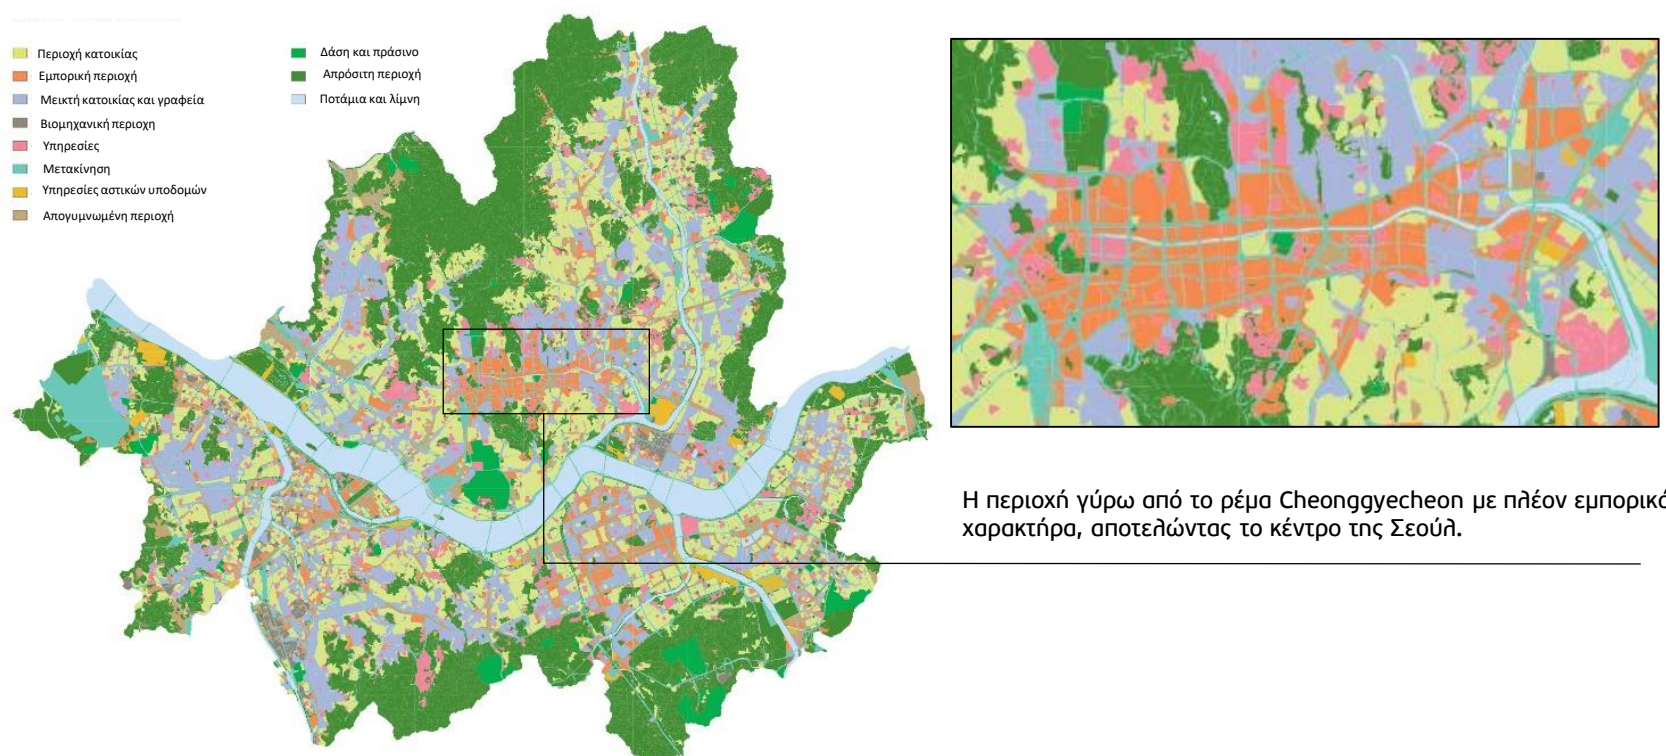 Περιοχή κατοικίας
Εμπορική περιοχή
Μεικτή κατοικίας και γραφεία
Βιομηχανική περιοχη
Υπηρεσίες
Μετακίνηση
Υπηρεσίες αστικών υποδομών
Απογυμνωμένη περιοχή
Δάση και πράσινο
Απρόσιτη περιοχή
Ποτάμια και λίμνη
Η περιοχή γύρω από το ρέμα Cheonggyecheon με πλέον εμπορικό
χαρακτήρα, αποτελώντας το κέντρο της Σεούλ.